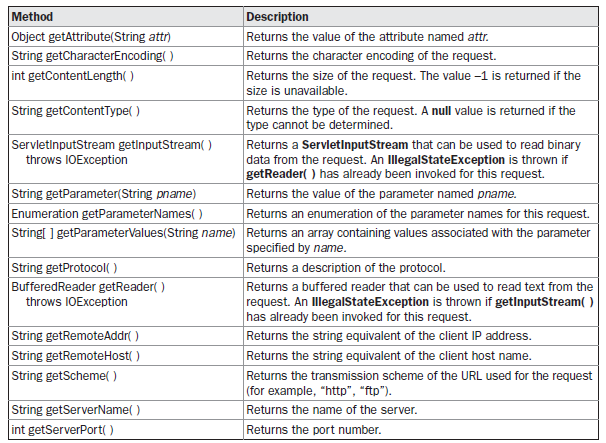 Method Description
Object getAttribute(String attr) Returns the value of the attribute named attr.
String getCharacterEncoding( ) Returns the character encoding of the request.
int getContentLength( ) Returns the size of the request. The value –1 is returned if the
size is unavailable.
String getContentType( ) Returns the type of the request. A null value is returned if the
type cannot be determined.
ServletInputStream getInputStream( ) Returns a ServletInputStream that can be used to read binary
throws IOException data from the request. An IllegalStateException is thrown if
getReader( ) has already been invoked for this request.
String getParameter(String pname) Returns the value of the parameter named pname.
Enumeration getParameterNames( ) Returns an enumeration of the parameter names for this request.
String[ ] getParameterValues(String name) Returns an array containing values associated with the parameter
specified by name.
String getProtocol( ) Returns a description of the protocol.
BufferedReader getReader( ) Returns a buffered reader that can be used to read text from the
throws IOException request. An IllegalStateException is thrown if getInputStream( )
has already been invoked for this request.
String getRemoteAddr( ) Returns the string equivalent of the client IP address.
String getRemoteHost( ) Returns the string equivalent of the client host name.
String getScheme( ) Returns the transmission scheme of the URL used for the request
(for example, “http”, “ftp”).
String getServerName( ) Returns the name of the server.
int getServerPort( ) Returns the port number.